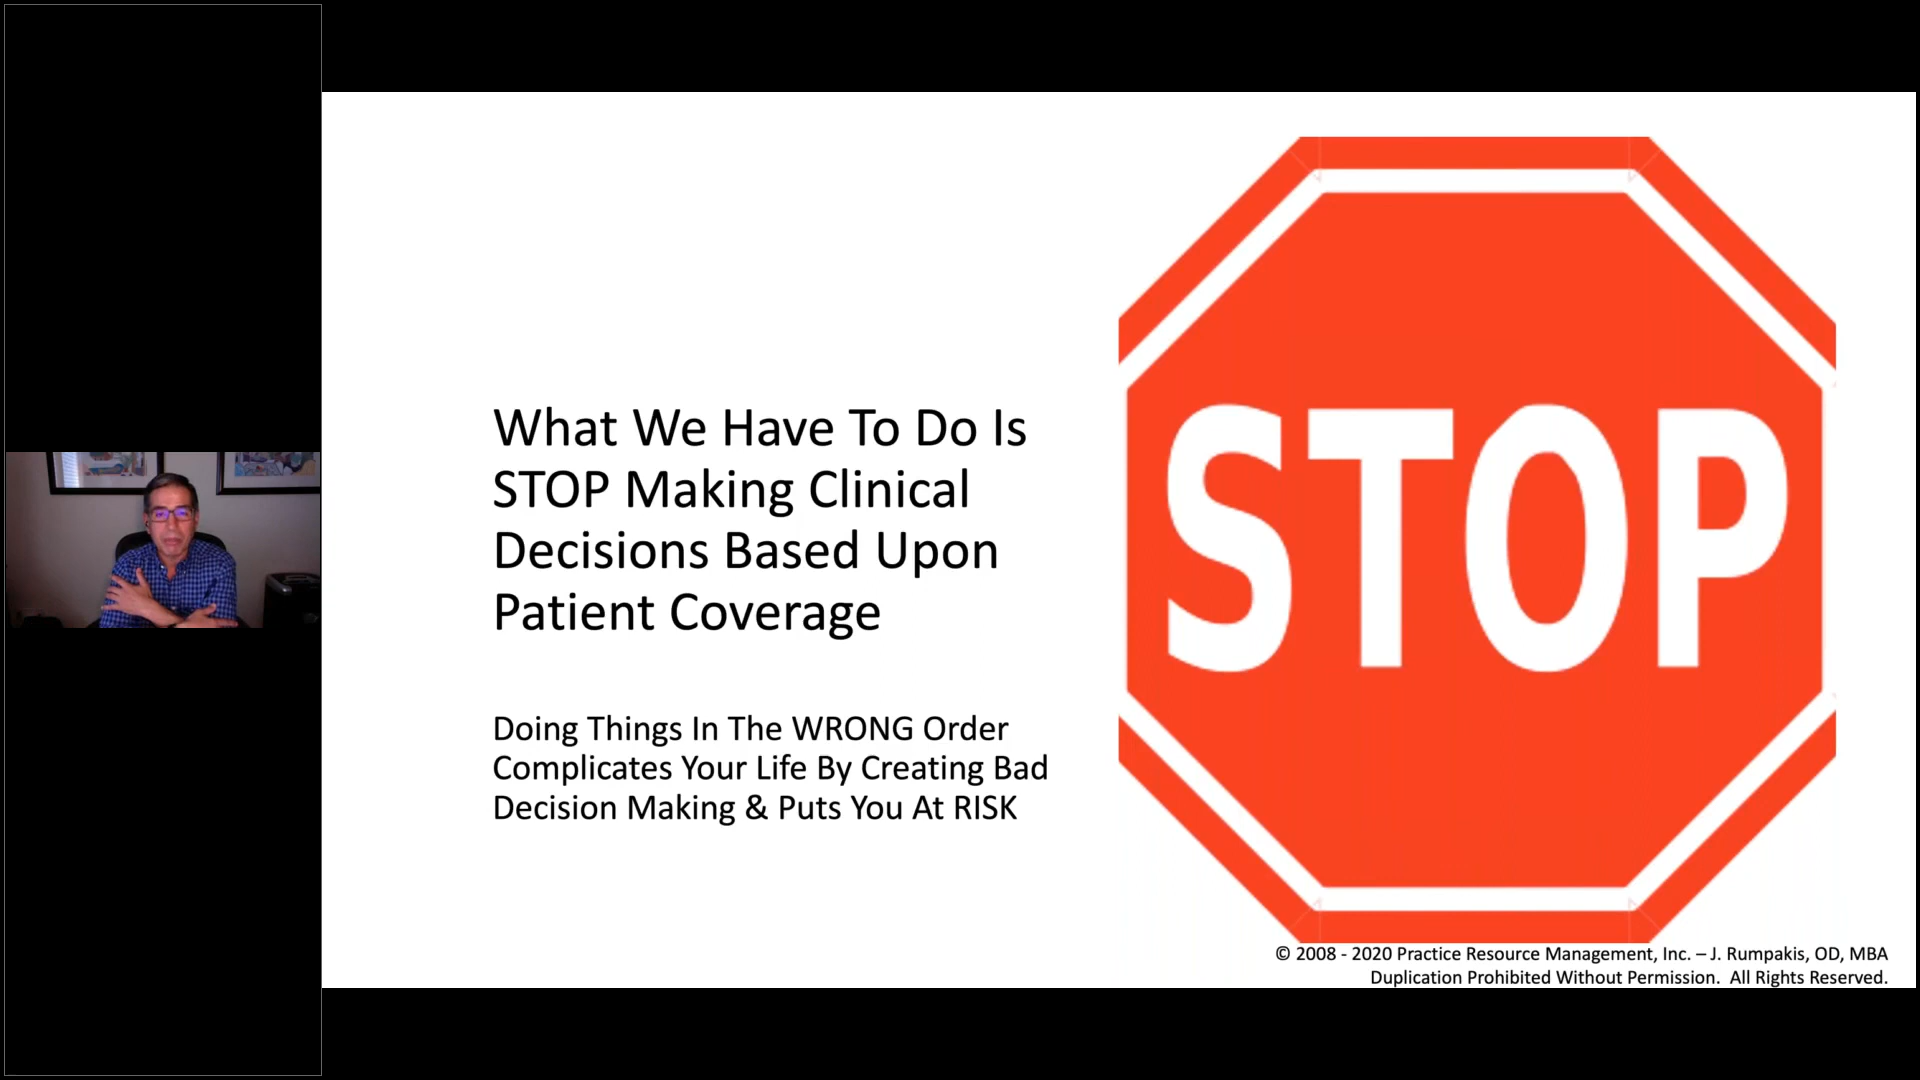 What We Have To Do Is
STOP Making Clinical
Decisions Based Upon
Patient Coverage
Doing Things In The WRONG Order
Complicates Your Life By Creating Bad
Decision Making & Puts You At RISK
STOP
© 2008 - 2020 Practice Resource Management, Inc. – J. Rumpakis, OD, MBA
Duplication Prohibited Without Permission.  All Rights Reserved.